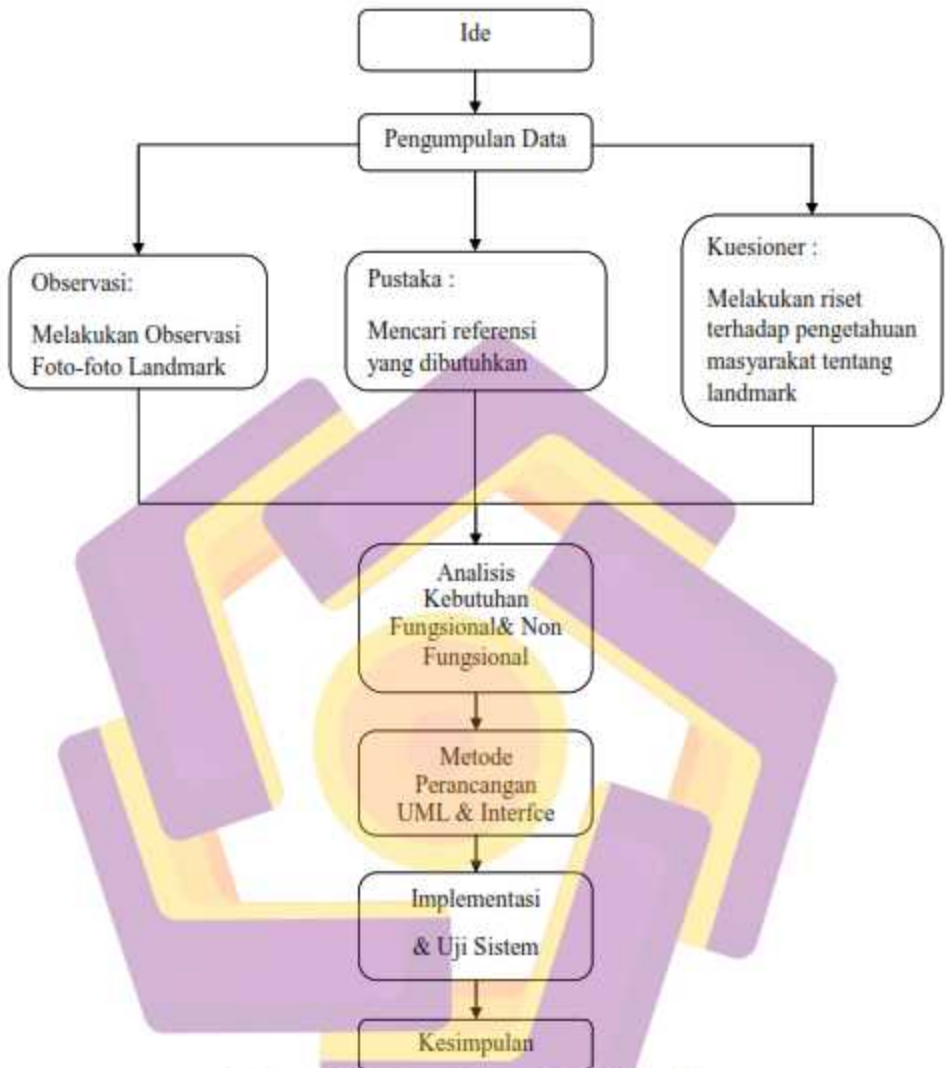 Ide
Pengumpulan Data
Observasi:
Melakukan Observasi
Foto-foto Landmark
Pustaka :
Mencari referensi
yang dibutuhkan
Kuesioner :
Melakukan riset
terhadap pengetahuan
masyarakat tentang
landmark
Analisis
Kebutuhan
Fungsional& Non
Fungsional
Metode
Perancangan
UML & Interfce
Implementasi
& Uji Sistem
Kesimpulan